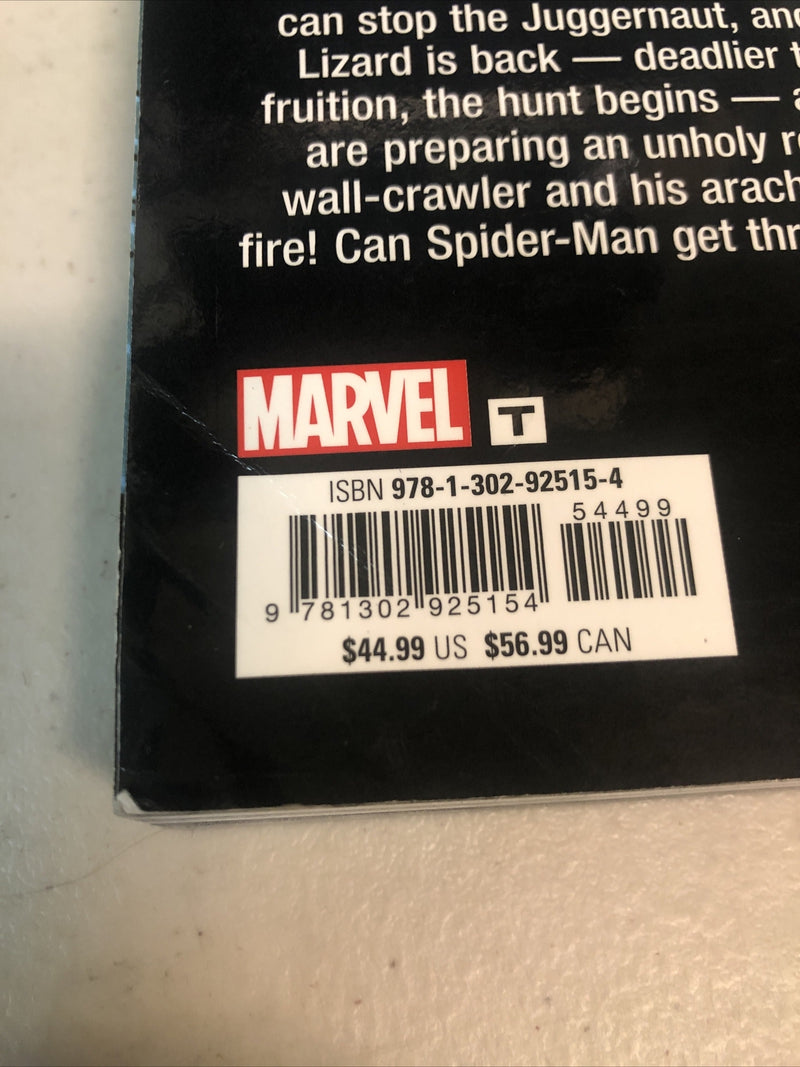 can stop the Juggernaut, and
Lizard is back — deadlier
fruition, the hunt begins —
are preparing an unholy
wall-crawler and his
fire! Can Spider-Man get
MARVEL
T
ISBN 978-1-302-92515-4
54499
9 781302 925154
$44.99 US $56.99 CAN